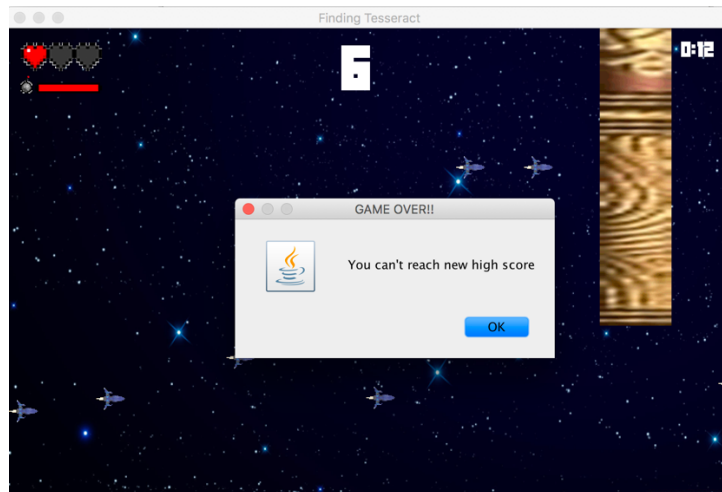 Finding Tesseract
6
0:12
GAME OVER!!
You can't reach new high score
OK